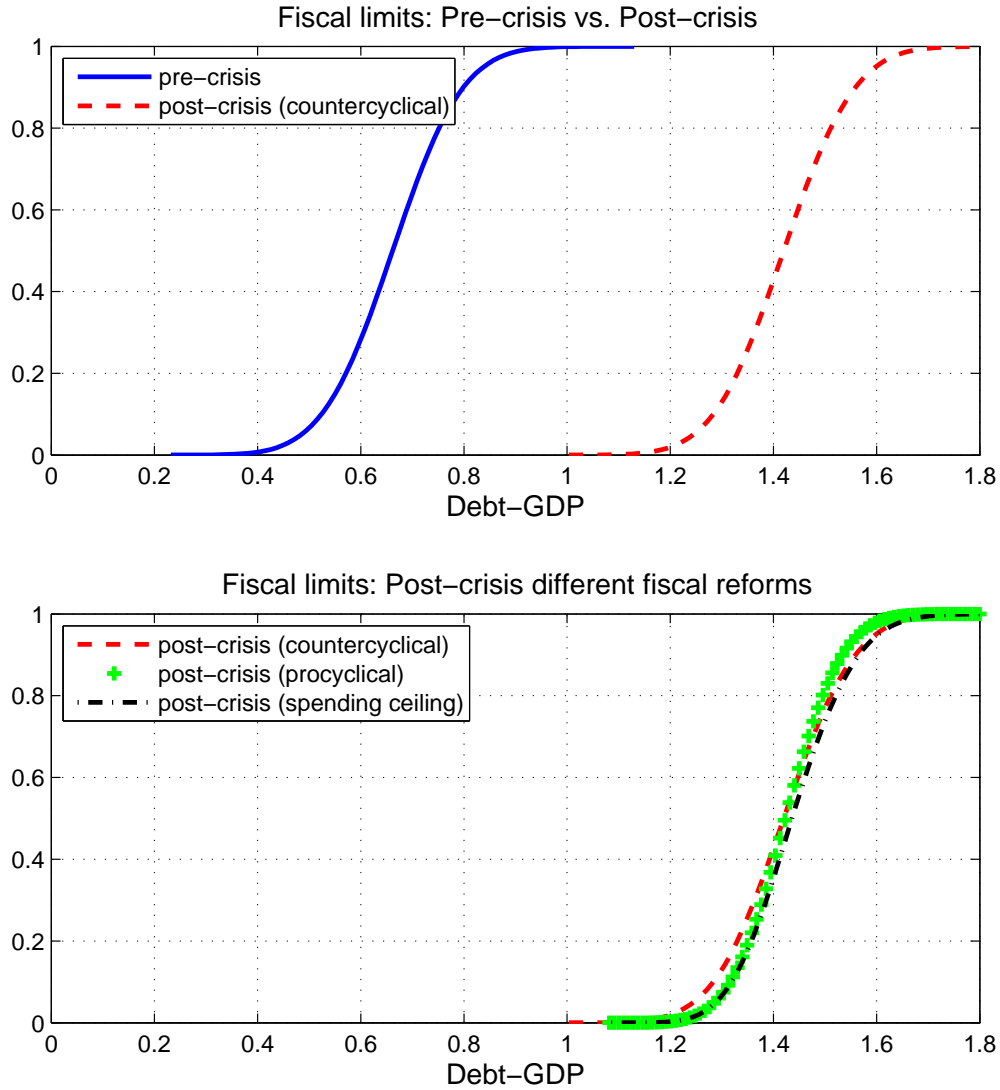 Fiscal limits: Pre−crisis vs. Post−crisis
1
0.8
0.6
0.4
0.2
0
pre−crisis
post−crisis (countercyclical)
0 0.2 0.4 0.6 0.8 1 1.2 1.4 1.6 1.8
Debt−GDP
Fiscal limits: Post−crisis different fiscal reforms
1
0.8
0.6
0.4
0.2
0
post−crisis (countercyclical)
post−crisis (procyclical)
post−crisis (spending ceiling)
0 0.2 0.4 0.6 0.8 1 1.2 1.4 1.6 1.8
Debt−GDP